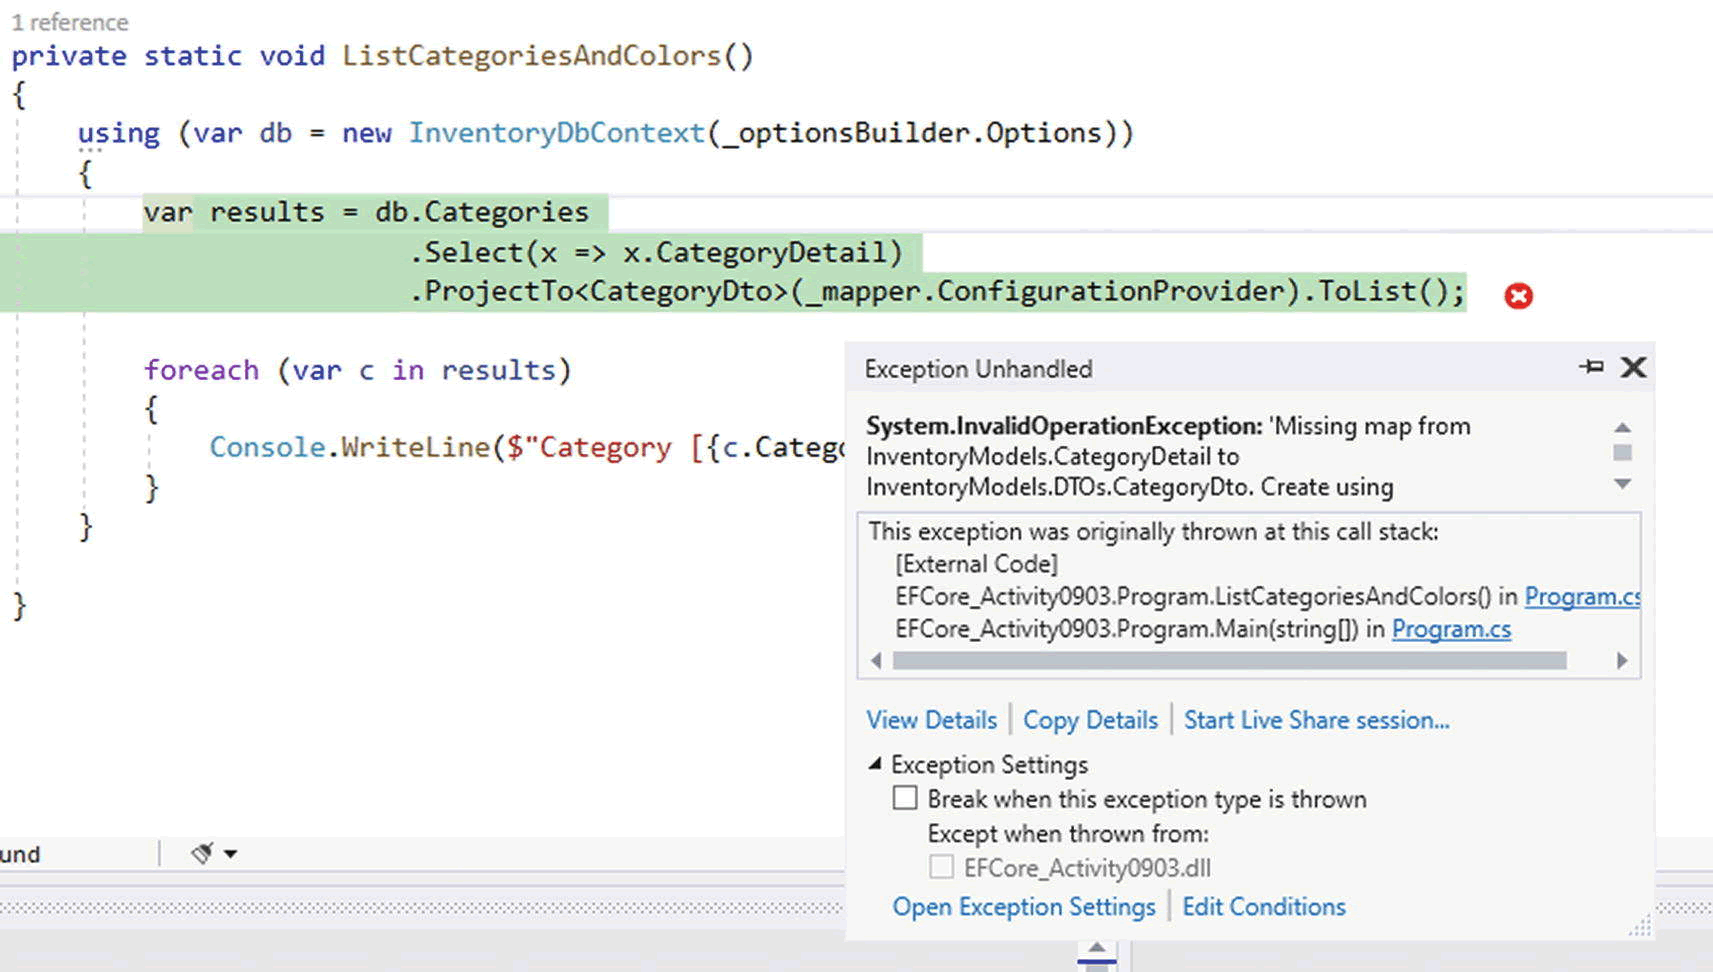 1 reference
private static void ListCategoriesAndColors()
{
using (var db = new InventoryDbContext(_optionsBuilder.Options))
{
var results = db.Categories
.Select(x => x.CategoryDetail)
.ProjectTo<CategoryDto>(_mapper.ConfigurationProvider).ToList();
foreach (var c in results)
{
Console.WriteLine($"Category [{c.Catego
}
}
}
Exception Unhandled
System.InvalidOperationException: 'Missing map from
InventoryModels.CategoryDetail to
InventoryModels.DTOs.CategoryDto. Create using
This exception was originally thrown at this call stack:
[External Code]
EFCore_Activity0903.Program.ListCategoriesAndColors() in Program.cs
EFCore_Activity0903.Program.Main(string[]) in Program.cs
View Details | Copy Details | Start Live Share session...
Exception Settings
Break when this exception type is thrown
Except when thrown from:
EFCore_Activity0903.dll
Open Exception Settings | Edit Conditions
und